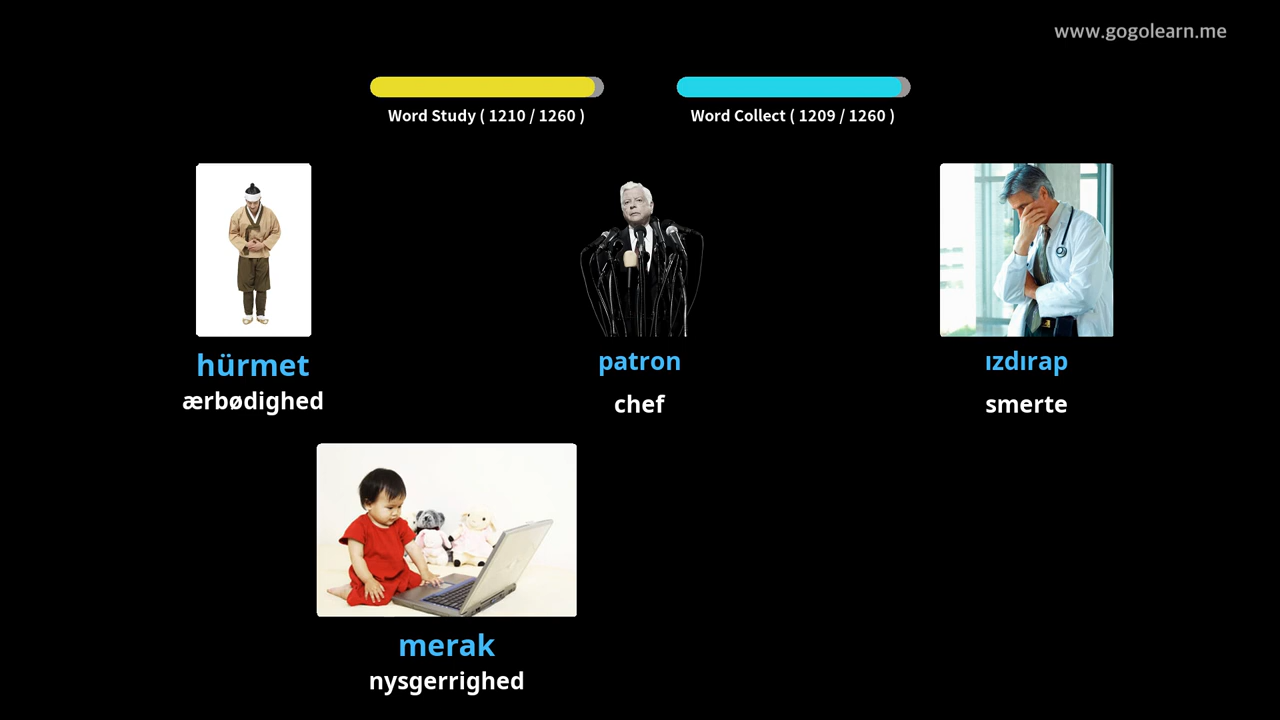 www.gogolearn.me
Word Study ( 1210 / 1260 )
Word Collect ( 1209 / 1260 )
hürmet
ærbødighed
patron
chef
ızdırap
smerte
merak
nysgerrighed